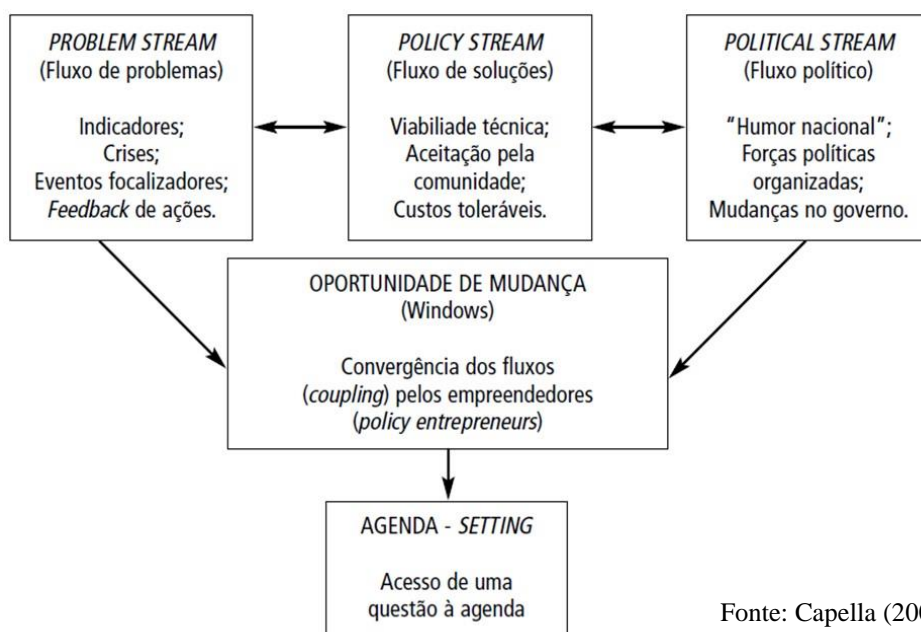 PROBLEM STREAM
(Fluxo de problemas)
Indicadores;
Crises;
Eventos focalizadores;
Feedback de ações.
POLICY STREAM
(Fluxo de soluções)
Viabiliade técnica;
Aceitação pela
comunidade;
Custos toleráveis.
POLITICAL STREAM
(Fluxo político)
"Humor nacional";
Forças políticas
organizadas;
Mudanças no governo.
OPORTUNIDADE DE MUDANÇA
(Windows)
Convergência dos fluxos
(coupling) pelos empreendedores
(policy entrepreneurs)
AGENDA - SETTING
Acesso de uma
questão à agenda
Fonte: Capella